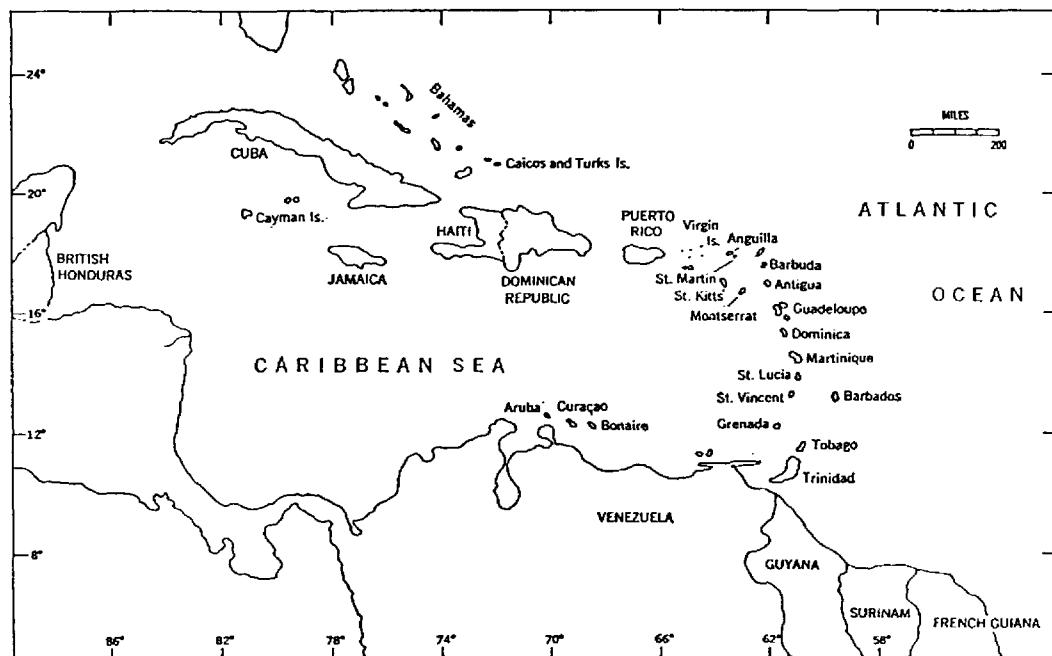 24°
Bahamas
MILES
0 200
CUBA
Caicos and Turks Is.
20°
Cayman Is.
ATLANTIC
HAITI
PUERTO
RICO
Virgin
Is.
Anguilla
BRITISH
HONDURAS
JAMAICA
DOMINICAN
REPUBLIC
St. Martin
Barbuda
St. Kitts
Antigua
OCEAN
Montserrat
Guadeloupe
16°
Dominica
CARIBBEAN SEA
Martinique
St. Lucia
St. Vincent
Barbados
Aruba
Curaçao
Bonaire
Grenada
12°
Tobago
Trinidad
VENEZUELA
8°
GUYANA
SURINAM
FRENCH GUIANA
86° 82° 78° 70° 66° 62° 58°